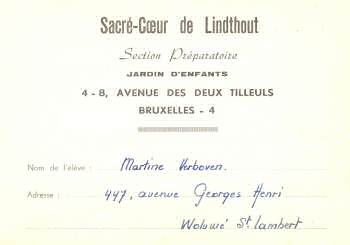 Sacré-Cœur de Lindthout
Section Préparatoire
JARDIN D'ENFANTS
4 - 8, AVENUE DES DEUX TILLEULS
BRUXELLES - 4
Nom de l'élève : Martine Verboven.
Adresse : 447, avenue Georges Henri
Woluwé St. Lambert